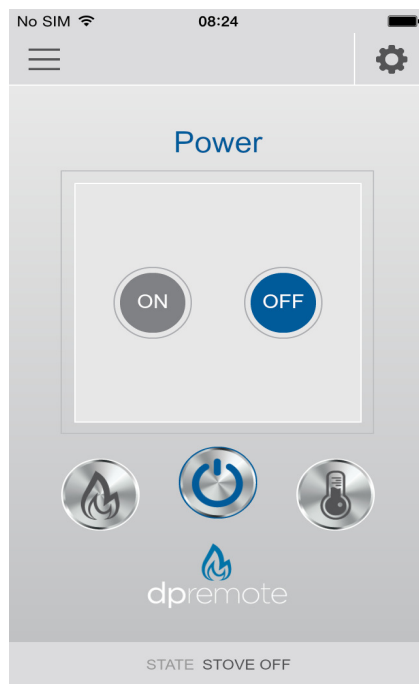 No SIM 08:24
Power
ON OFF
dpremote
STATE STOVE OFF